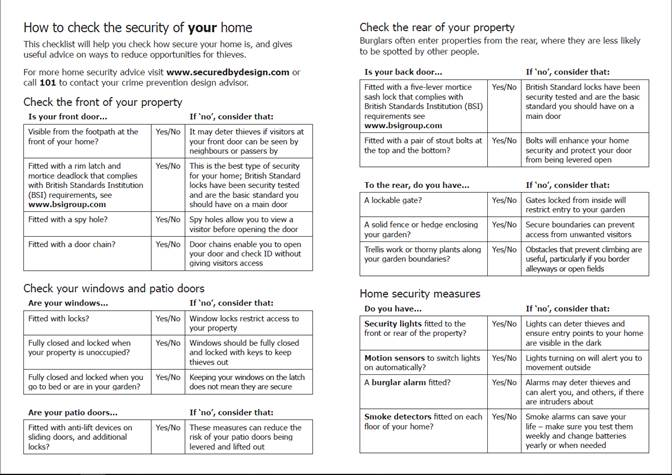 How to check the security of your home
This checklist will help you check how secure your home is, and gives
useful advice on ways to reduce opportunities for thieves.
For more home security advice visit www.securedbydesign.com or
call 101 to contact your crime prevention design advisor.
Check the front of your property
Is your front door... If 'no', consider that:
Visible from the footpath at the Yes/No It may deter thieves if visitors at
front of your home? your front door can be seen by
neighbours or passers by
Fitted with a rim latch and Yes/No This is the best type of security
mortice deadlock that complies for your home; British Standard
with British Standards Institution locks have been security tested
(BSI) requirements, see and are the basic standard you
www.bsigroup.com should have on a main door
Fitted with a spy hole? Yes/No Spy holes allow you to view a
visitor before opening the door
Fitted with a door chain? Yes/No Door chains enable you to open
your door and check ID without
giving visitors access
Check your windows and patio doors
Are your windows... If 'no', consider that:
Fitted with locks? Yes/No Window locks restrict access to
your property
Fully closed and locked when Yes/No Windows should be fully closed
your property is unoccupied? and locked with keys to keep
thieves out
Fully closed and locked when you Yes/No Keeping your windows on the latch
go to bed or are in your garden? does not mean they are secure
Are your patio doors... If 'no', consider that:
Fitted with anti-lift devices on Yes/No These measures can reduce the
sliding doors, and additional risk of your patio doors being
locks? levered and lifted out
Check the rear of your property
Burglars often enter properties from the rear, where they are less likely
to be spotted by other people.
Is your back door... If 'no', consider that:
Fitted with a five-lever mortice Yes/No British Standard locks have been
sash lock that complies with security tested and are the basic
British Standards Institution (BSI) standard you should have on a
requirements see main door
www.bsigroup.com
Fitted with a pair of stout bolts at Yes/No Bolts will enhance your home
the top and the bottom? security and protect your door
from being levered open
To the rear, do you have... If 'no', consider that:
A lockable gate? Yes/No Gates locked from inside will
restrict entry to your garden
A solid fence or hedge enclosing Yes/No Secure boundaries can prevent
your garden? access from unwanted visitors
Trellis work or thorny plants along Yes/No Obstacles that prevent climbing are
your garden boundaries? useful, particularly if you border
alleyways or open fields
Home security measures
Do you have... If 'no', consider that:
Security lights fitted to the Yes/No Lights can deter thieves and
front or rear of the property? ensure entry points to your home
are visible in the dark
Motion sensors to switch lights Yes/No Lights turning on will alert you to
on automatically? movement outside
A burglar alarm fitted? Yes/No Alarms may deter thieves and
can alert you, and others, if there
are intruders about
Smoke detectors fitted on each Yes/No Smoke alarms can save your
floor of your home? life – make sure you test them
weekly and change batteries
yearly or when needed